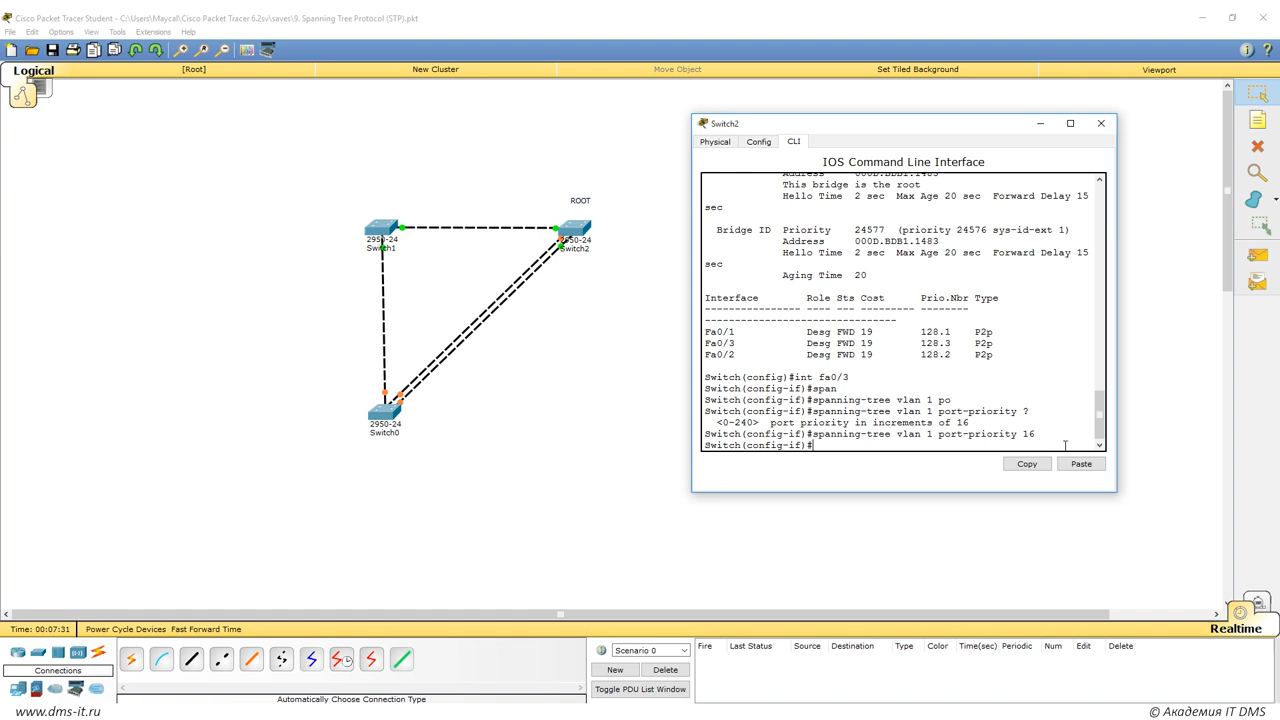 Cisco Packet Tracer Student - C:\Users\Maycal\Cisco Packet Tracer 6.2sv\saves\9. Spanning Tree Protocol (STP).pkt
File Edit Options View Tools Extensions Help
Logical
[Root]
New Cluster
Move Object
Set Tiled Background
Viewport
ROOT
2950-24
Switch1
2950-24
Switch2
2950-24
Switch0
Switch2
Physical Config CLI
IOS Command Line Interface
Address 000D.BDB1.1483
This bridge is the root
Hello Time 2 sec Max Age 20 sec Forward Delay 15
sec
Bridge ID Priority 24577 (priority 24576 sys-id-ext 1)
Address 000D.BDB1.1483
Hello Time 2 sec Max Age 20 sec Forward Delay 15
sec
Aging Time 20
Interface Role Sts Cost Prio.Nbr Type
---------------- ---- --- --------- --------
--------------------------------
Fa0/1 Desg FWD 19 128.1 P2p
Fa0/3 Desg FWD 19 128.3 P2p
Fa0/2 Desg FWD 19 128.2 P2p
Switch(config)#int fa0/3
Switch(config-if)#span
Switch(config-if)#spanning-tree vlan 1 po
Switch(config-if)#spanning-tree vlan 1 port-priority ?
<0-240> port priority in increments of 16
Switch(config-if)#spanning-tree vlan 1 port-priority 16
Switch(config-if)#
Copy
Paste
Time: 00:07:31
Power Cycle Devices Fast Forward Time
Realtime
Connections
Automatically Choose Connection Type
Scenario 0
New
Delete
Toggle PDU List Window
Fire Last Status Source Destination Type Color Time(sec) Periodic Num Edit Delete
www.dms-it.ru
© Академия IT DMS